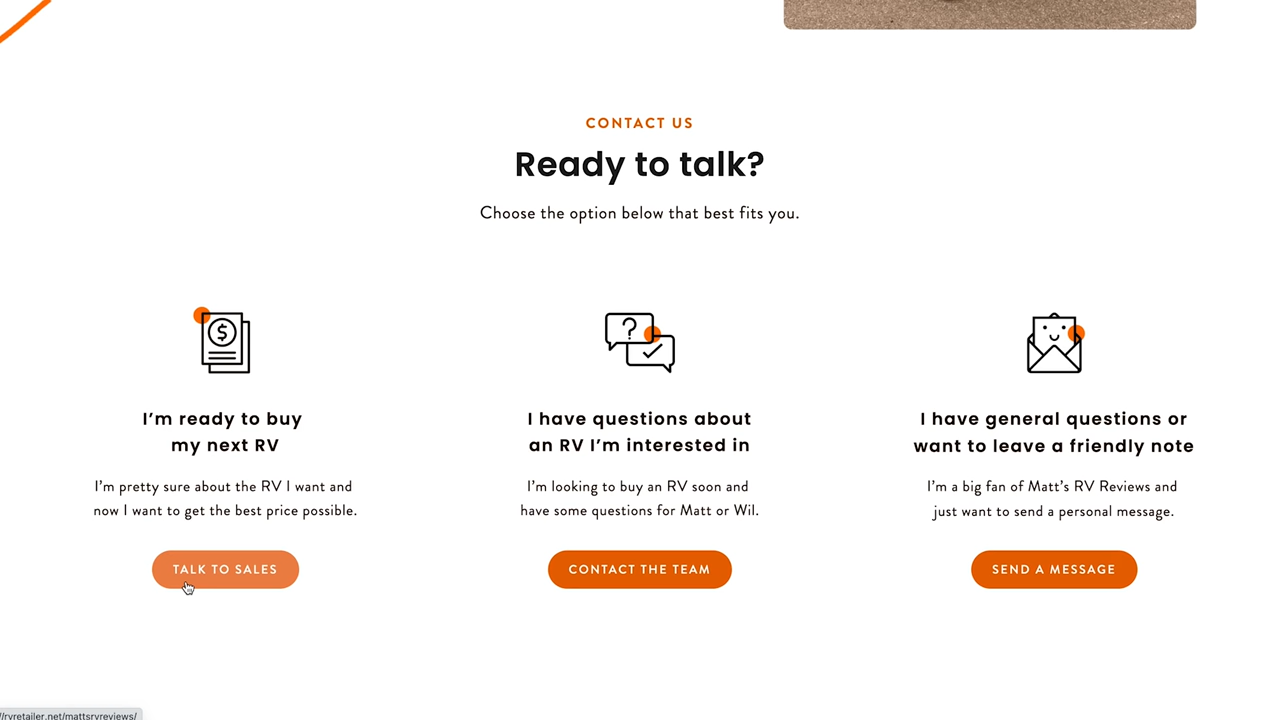 CONTACT US
Ready to talk?
Choose the option below that best fits you.
$
?
I'm ready to buy
my next RV
I'm pretty sure about the RV I want and
now I want to get the best price possible.
TALK TO SALES
I have questions about
an RV I'm interested in
I'm looking to buy an RV soon and
have some questions for Matt or Wil.
CONTACT THE TEAM
I have general questions or
want to leave a friendly note
I'm a big fan of Matt's RV Reviews and
just want to send a personal message.
SEND A MESSAGE
//rvretailer.net/mattsrvreviews/